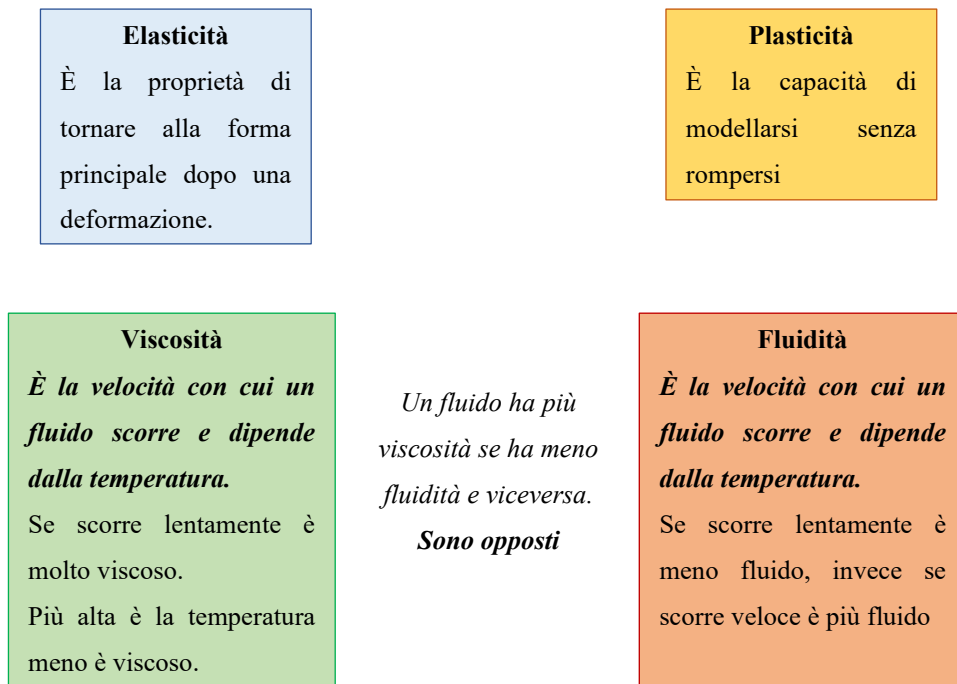 Elasticità
È la proprietà di
tornare alla forma
principale dopo una
deformazione.
Plasticità
È la capacità di
modellarsi senza
rompersi
Viscosità
È la velocità con cui un
fluido scorre e dipende
dalla temperatura.
Se scorre lentamente è
molto viscoso.
Più alta è la temperatura
meno è viscoso.
Un fluido ha più
viscosità se ha meno
fluidità e viceversa.
Sono opposti
Fluidità
È la velocità con cui un
fluido scorre e dipende
dalla temperatura.
Se scorre lentamente è
meno fluido, invece se
scorre veloce è più fluido